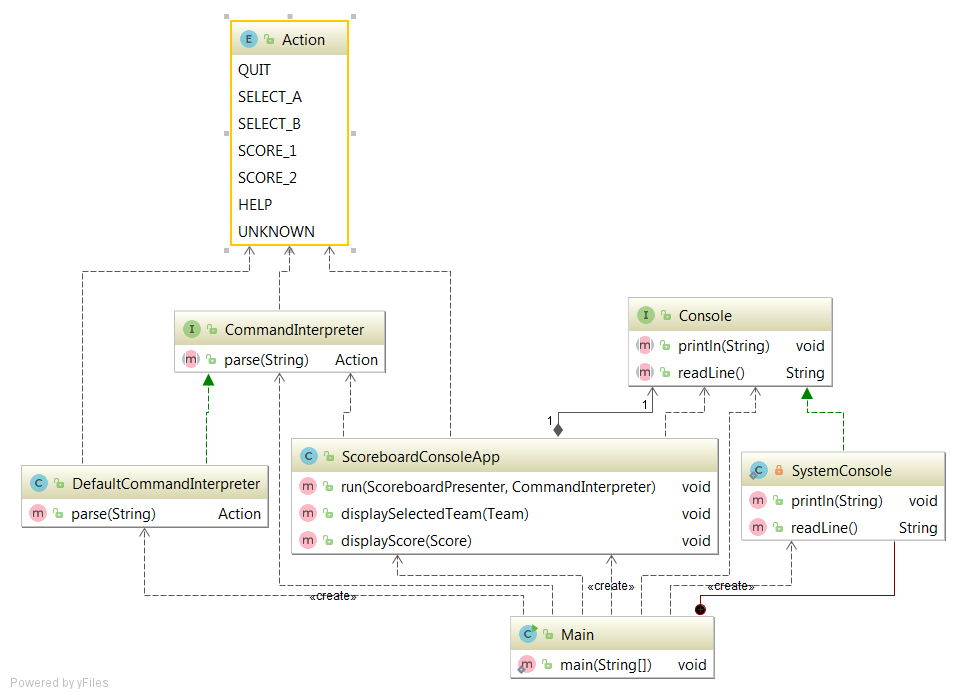 E Action
QUIT
SELECT_A
SELECT_B
SCORE_1
SCORE_2
HELP
UNKNOWN
I CommandInterpreter
m parse(String) Action
I Console
m println(String) void
m readLine() String
1
1
C ScoreboardConsoleApp
m run(ScoreboardPresenter, CommandInterpreter) void
m displaySelectedTeam(Team) void
m displayScore(Score) void
C DefaultCommandInterpreter
m parse(String) Action
C SystemConsole
m println(String) void
m readLine() String
«create»
«create»
«create»
C Main
m main(String[]) void
Powered by yFiles